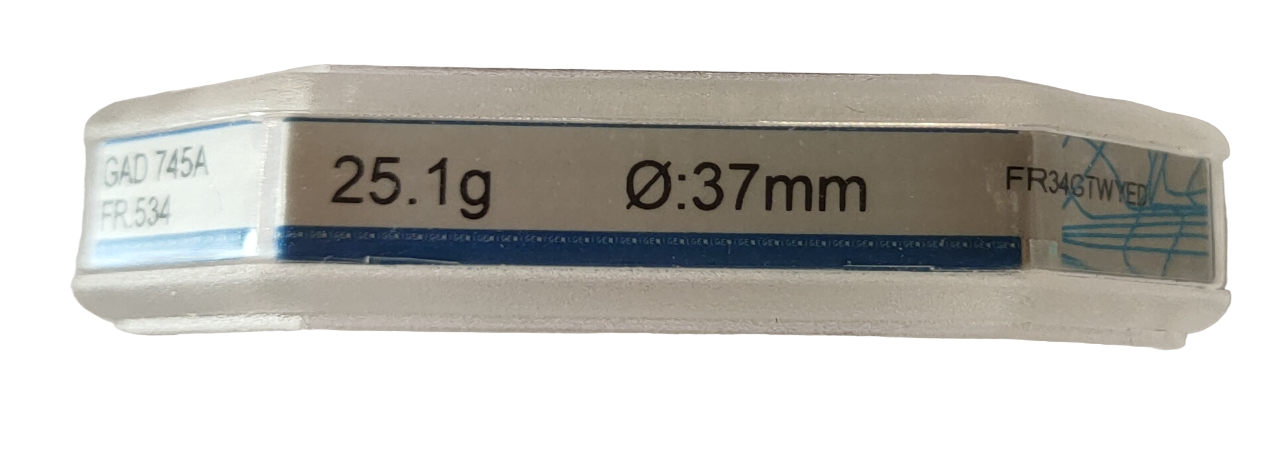 GAD 745A
FR.534
25.1g Ø:37mm
FR34GTWYED